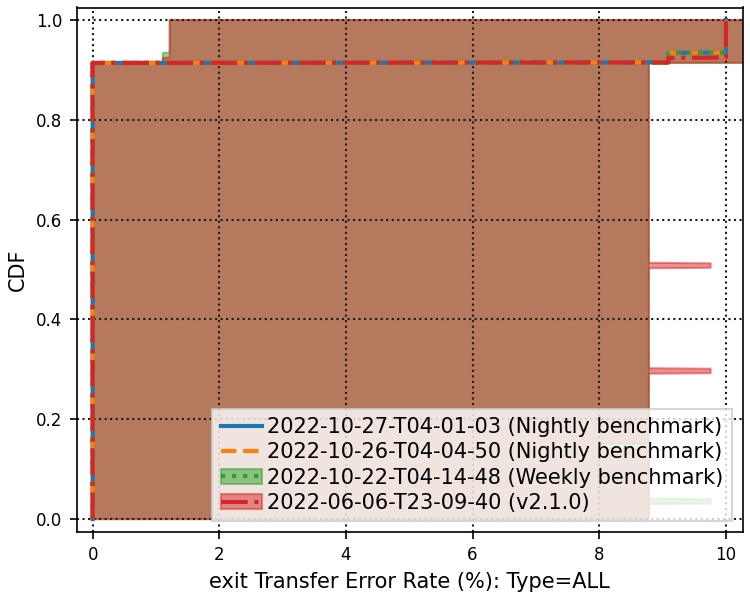 1.0
0.8
0.6
0.4
0.2
0.0
CDF
2022-10-27-T04-01-03 (Nightly benchmark)
2022-10-26-T04-04-50 (Nightly benchmark)
2022-10-22-T04-14-48 (Weekly benchmark)
2022-06-06-T23-09-40 (v2.1.0)
0 2 4 6 8 10
exit Transfer Error Rate (%): Type=ALL